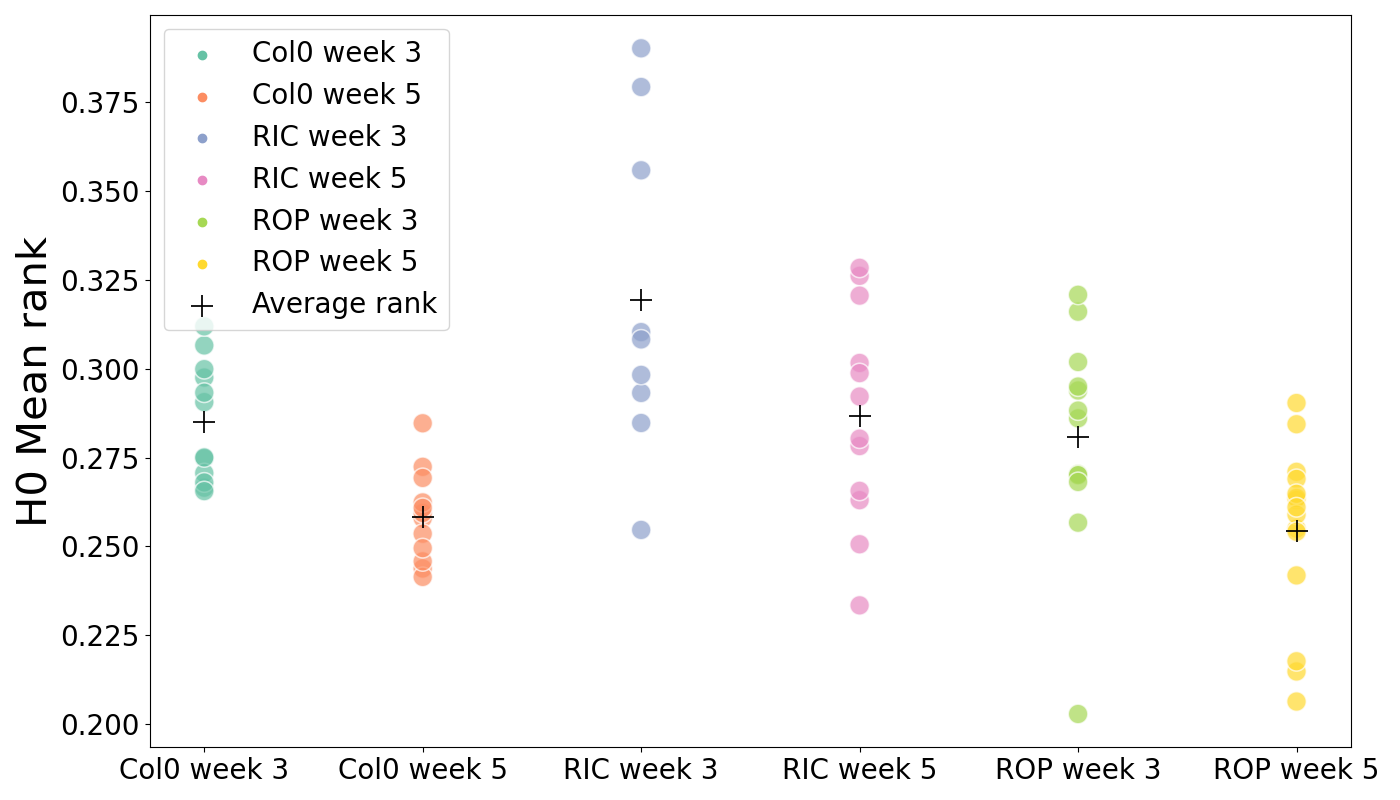 Col0 week 3
Col0 week 5
RIC week 3
RIC week 5
ROP week 3
ROP week 5
Average rank
H0 Mean rank
0.375
0.350
0.325
0.300
0.275
0.250
0.225
0.200
Col0 week 3 Col0 week 5 RIC week 3 RIC week 5 ROP week 3 ROP week 5